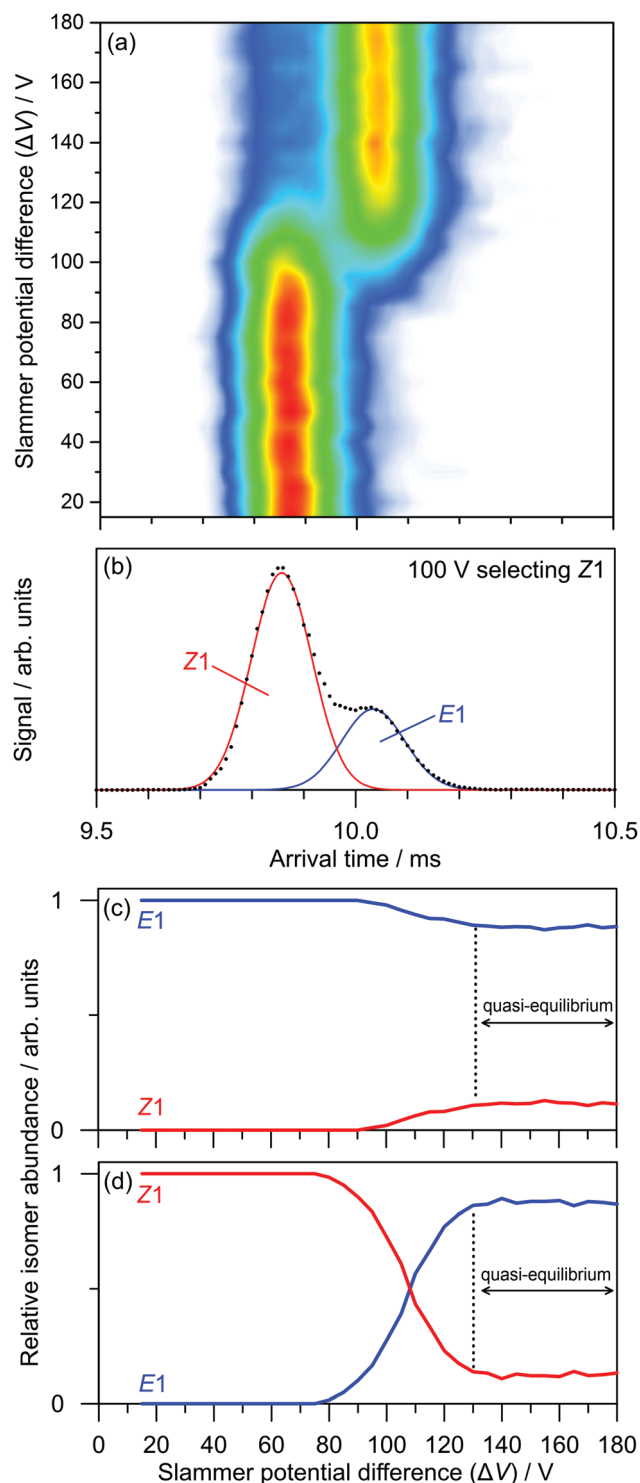 (a)
Slammer potential difference (ΔV) / V
180
160
140
120
100
80
60
40
20
(b)
100 V selecting Z1
Z1
E1
Signal / arb. units
9.5
10.0
10.5
Arrival time / ms
(c)
1
E1
quasi-equilibrium
Z1
0
Relative isomer abundance / arb. units
(d)
1
Z1
quasi-equilibrium
E1
0
0 20 40 60 80 100 120 140 160 180
Slammer potential difference (ΔV) / V